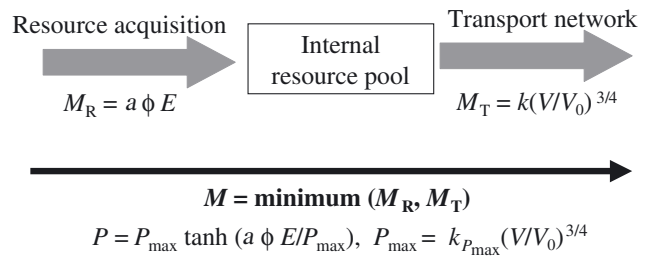 Resource acquisition
Transport network
Internal
resource pool
M_R = a ϕ E
M_T = k(V/V_0)^{3/4}
M = minimum (M_R, M_T)
P = P_max tanh (a ϕ E/P_max), P_max = k_{P_max}(V/V_0)^{3/4}